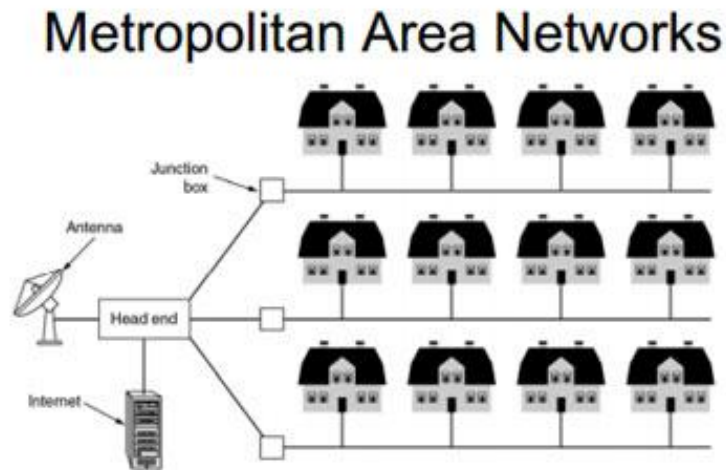 Metropolitan Area Networks
Junction
box
Antenna
Head end
Internet